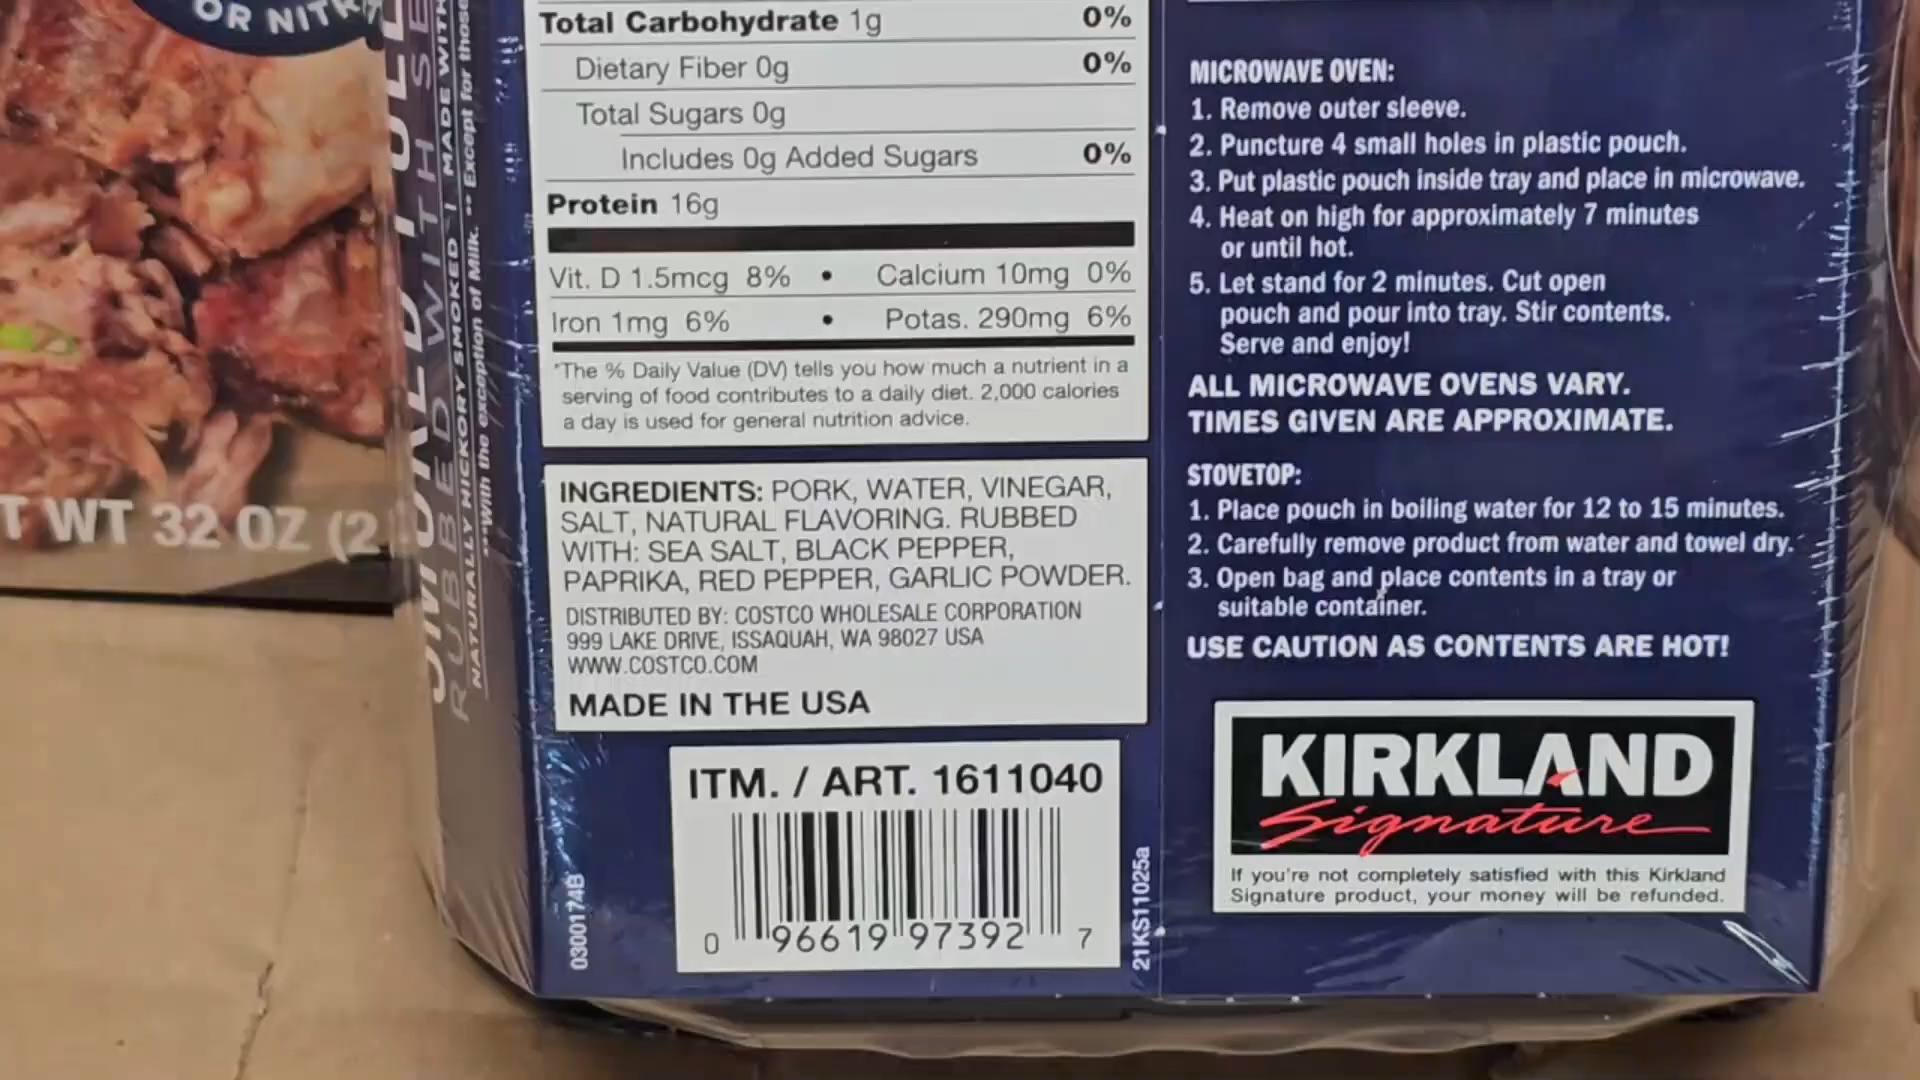 OR NITR
T WT 32 OZ (2
RUBBED WITH SE
NATURALLY HICKORY SMOKED | MADE WITH
**With the exception of Milk. ** Except for those
Total Carbohydrate 1g 0%
Dietary Fiber 0g 0%
Total Sugars 0g
Includes 0g Added Sugars 0%
Protein 16g
Vit. D 1.5mcg 8% • Calcium 10mg 0%
Iron 1mg 6% • Potas. 290mg 6%
*The % Daily Value (DV) tells you how much a nutrient in a
serving of food contributes to a daily diet. 2,000 calories
a day is used for general nutrition advice.
INGREDIENTS: PORK, WATER, VINEGAR,
SALT, NATURAL FLAVORING. RUBBED
WITH: SEA SALT, BLACK PEPPER,
PAPRIKA, RED PEPPER, GARLIC POWDER.
DISTRIBUTED BY: COSTCO WHOLESALE CORPORATION
999 LAKE DRIVE, ISSAQUAH, WA 98027 USA
WWW.COSTCO.COM
MADE IN THE USA
ITM. / ART. 1611040
0 96619 97392 7
0300174B
21KS11025a
MICROWAVE OVEN:
1. Remove outer sleeve.
2. Puncture 4 small holes in plastic pouch.
3. Put plastic pouch inside tray and place in microwave.
4. Heat on high for approximately 7 minutes
or until hot.
5. Let stand for 2 minutes. Cut open
pouch and pour into tray. Stir contents.
Serve and enjoy!
ALL MICROWAVE OVENS VARY.
TIMES GIVEN ARE APPROXIMATE.
STOVETOP:
1. Place pouch in boiling water for 12 to 15 minutes.
2. Carefully remove product from water and towel dry.
3. Open bag and place contents in a tray or
suitable container.
USE CAUTION AS CONTENTS ARE HOT!
KIRKLAND
Signature
If you're not completely satisfied with this Kirkland
Signature product, your money will be refunded.